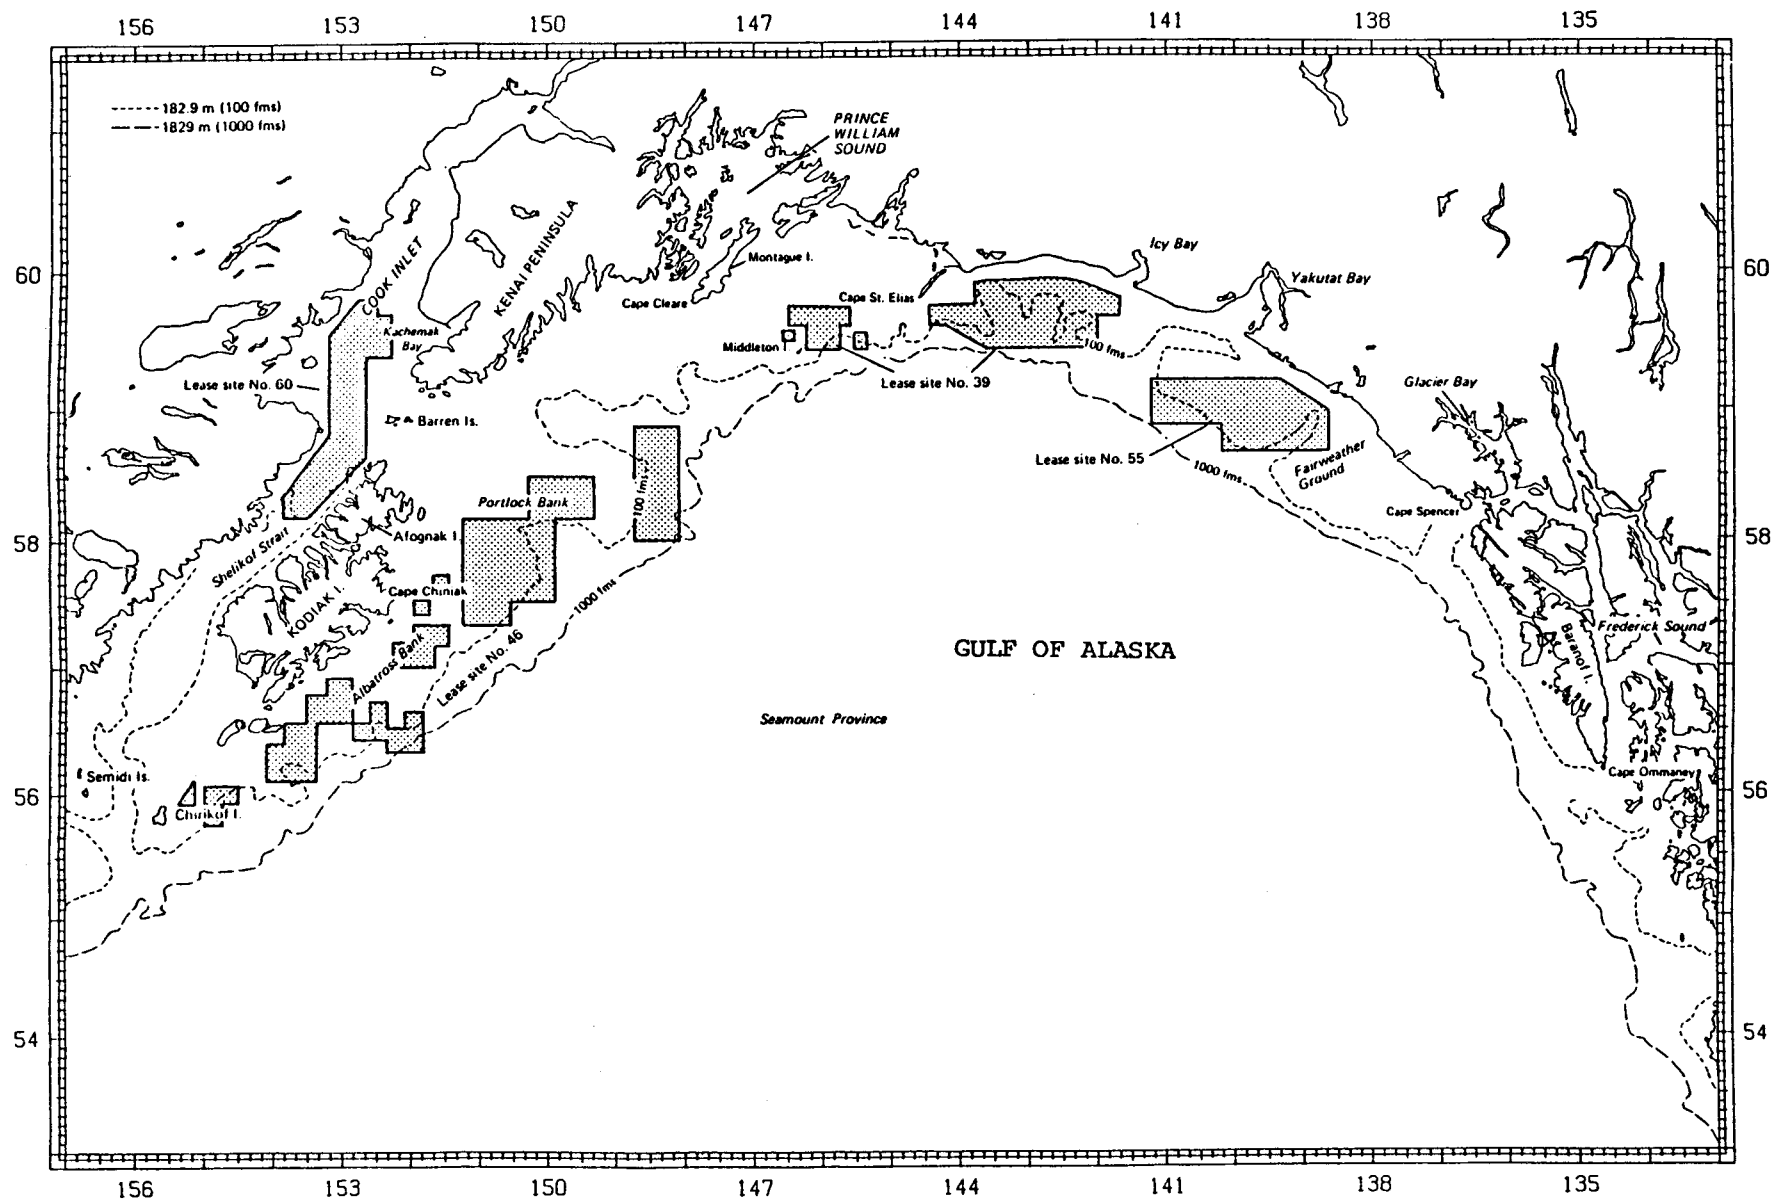 156 153 150 147 144 141 138 135
182.9 m (100 fms)
1829 m (1000 fms)
PRINCE
WILLIAM
SOUND
COOK INLET
KENAI PENINSULA
Montague I.
Icy Bay
60
60
Cape Cleare
Cape St. Elias
Yakutat Bay
Kachemak
Bay
Middleton I.
100 fms
Lease site No. 60
Lease site No. 39
Glacier Bay
Barren Is.
Lease site No. 55
1000 fms
Fairweather
Ground
Portlock Bank
100 fms
Cape Spencer
Afognak I.
58
58
Shelikof Strait
Cape Chiniak
1000 fms
KODIAK I.
Albatross Bank
Lease site No. 46
GULF OF ALASKA
Baranof I.
Frederick Sound
Seamount Province
Semidi Is.
Cape Ommaney
56
56
Chirikof I.
54
54
156 153 150 147 144 141 138 135